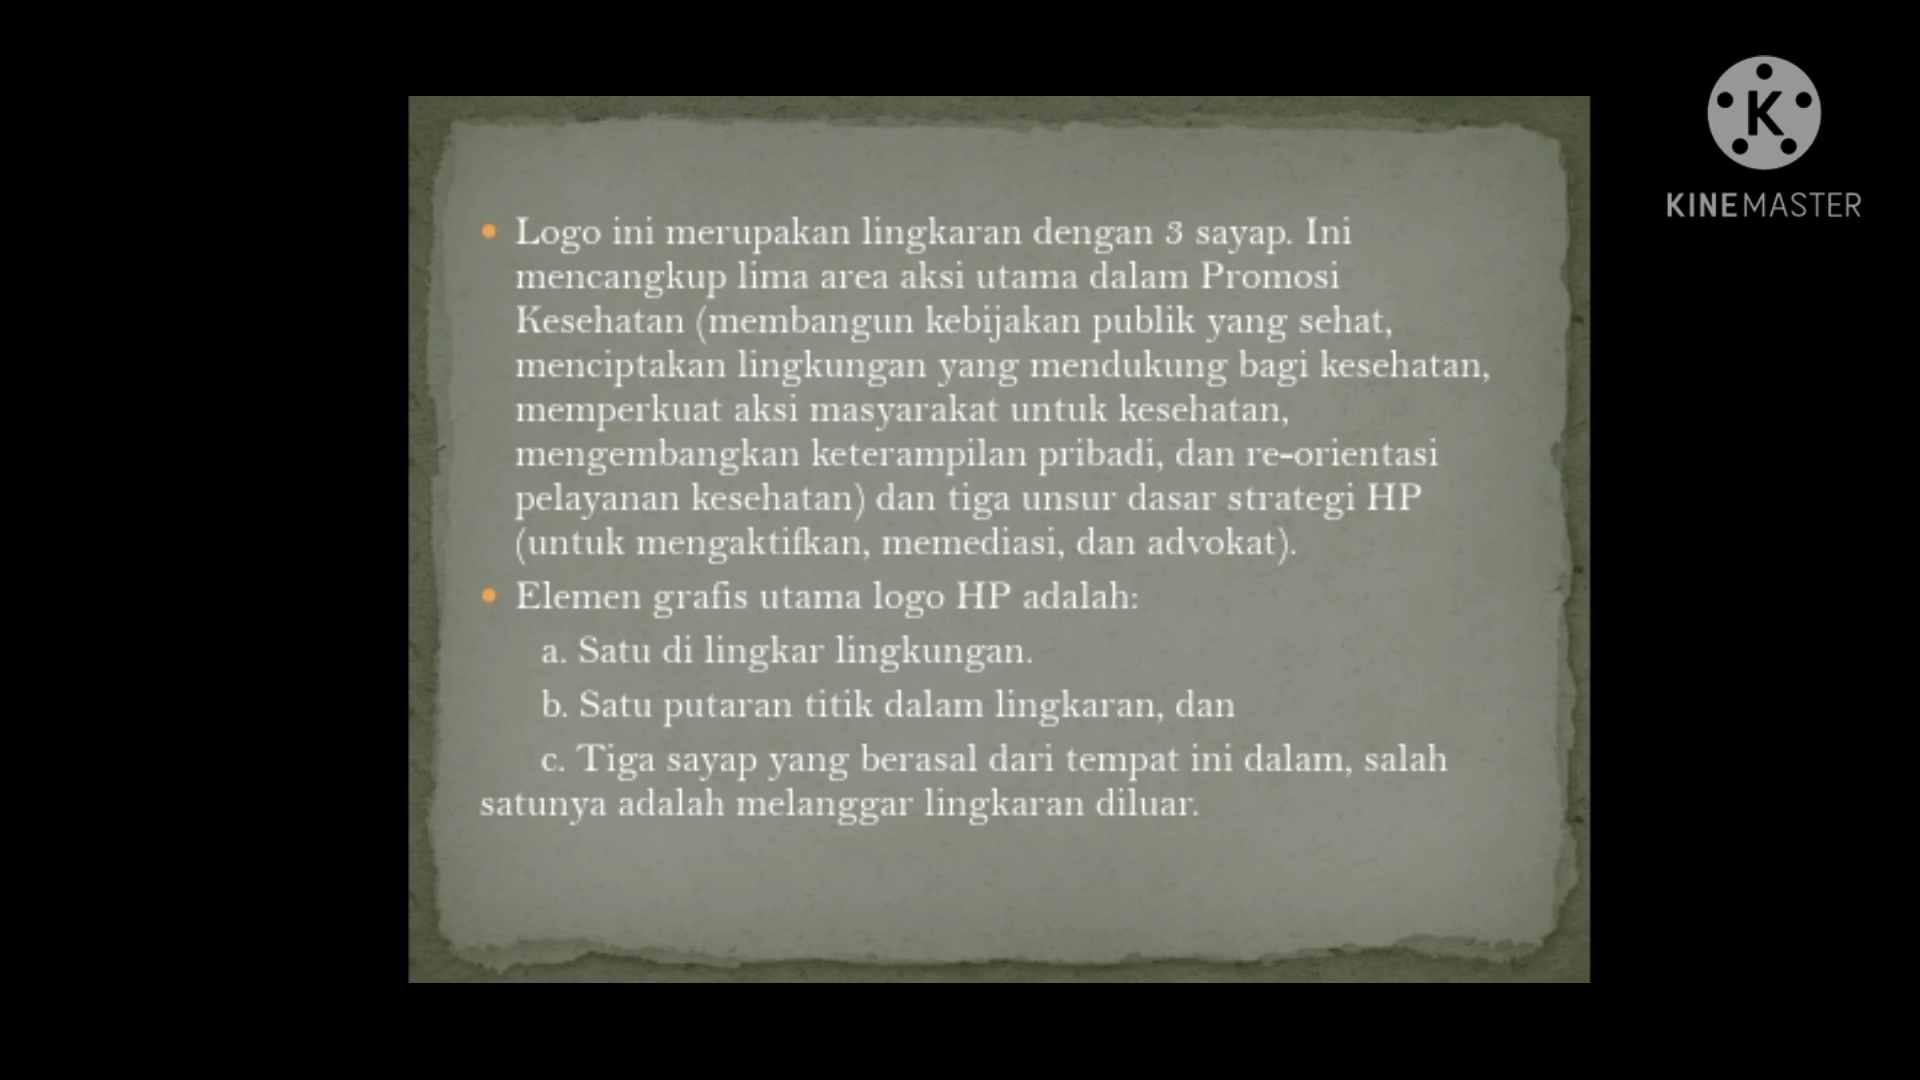 K
KINEMASTER
• Logo ini merupakan lingkaran dengan 3 sayap. Ini
mencangkup lima area aksi utama dalam Promosi
Kesehatan (membangun kebijakan publik yang sehat,
menciptakan lingkungan yang mendukung bagi kesehatan,
memperkuat aksi masyarakat untuk kesehatan,
mengembangkan keterampilan pribadi, dan re-orientasi
pelayanan kesehatan) dan tiga unsur dasar strategi HP
(untuk mengaktifkan, memediasi, dan advokat).
• Elemen grafis utama logo HP adalah:
a. Satu di lingkar lingkungan.
b. Satu putaran titik dalam lingkaran, dan
c. Tiga sayap yang berasal dari tempat ini dalam, salah
satunya adalah melanggar lingkaran diluar.